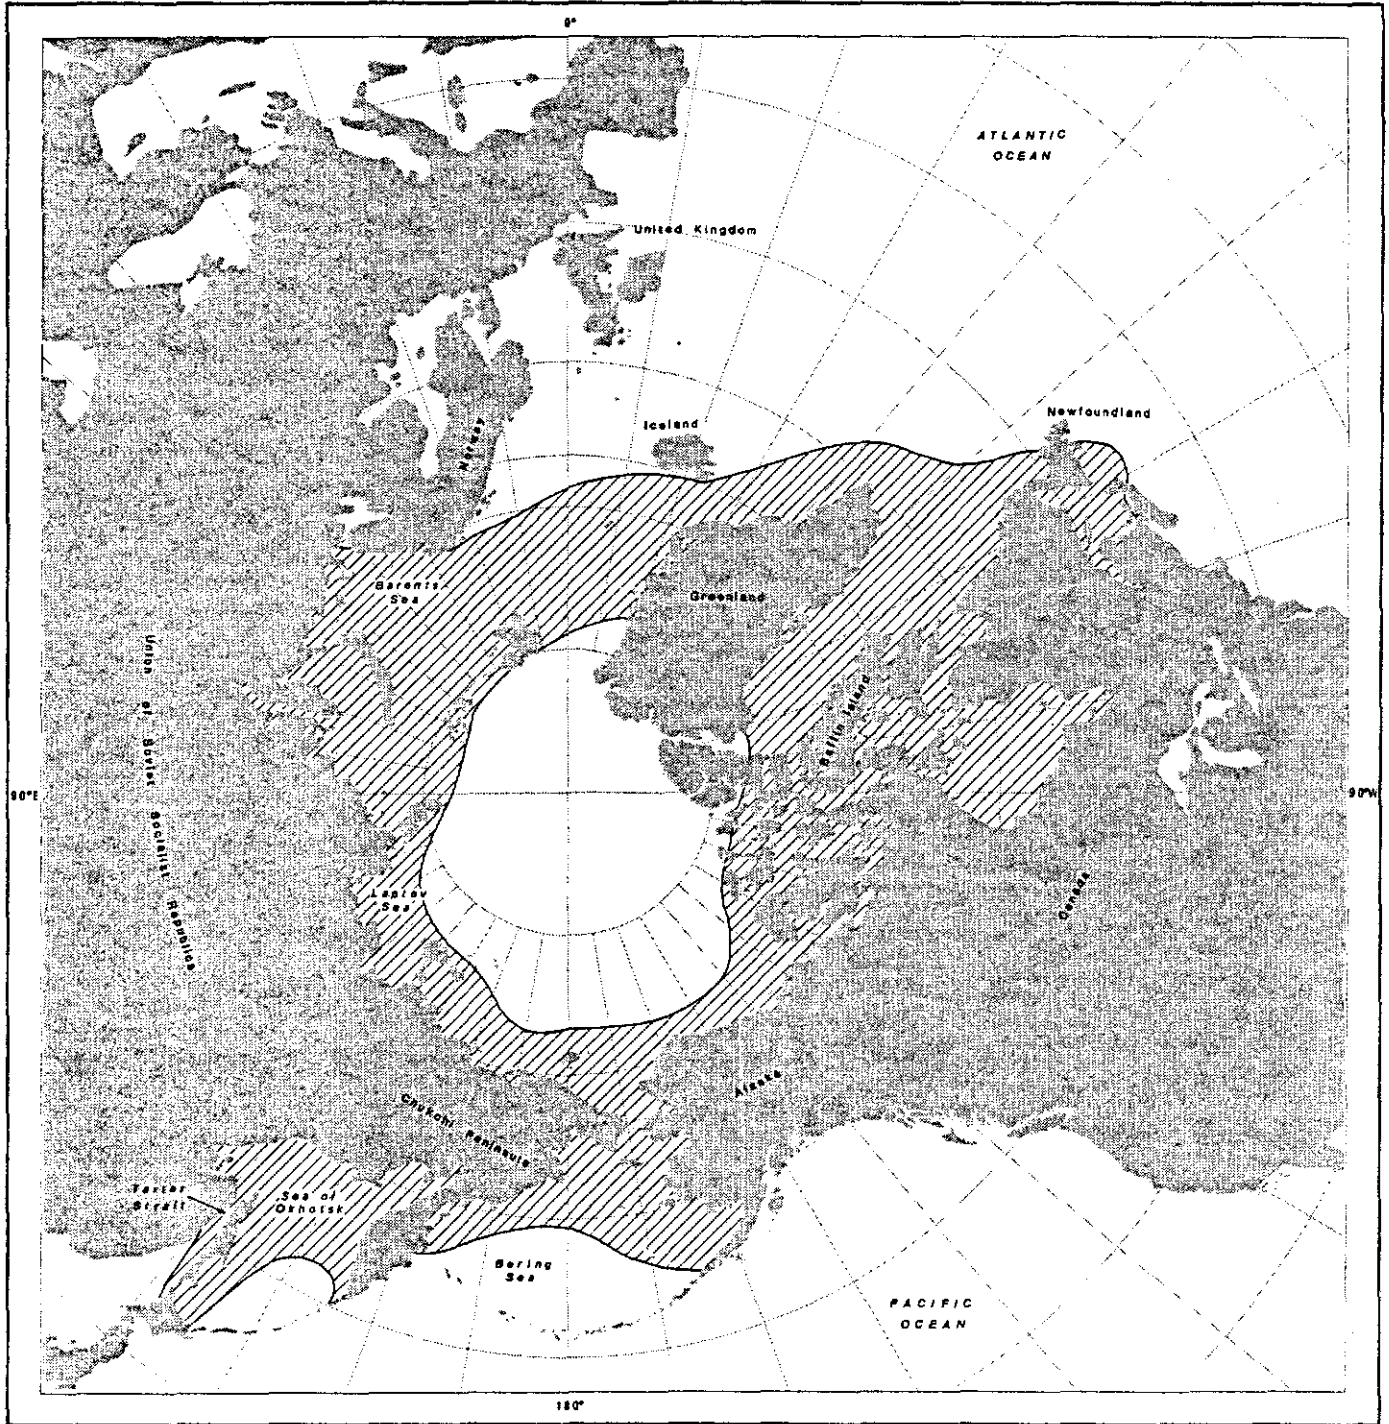 0°
ATLANTIC
OCEAN
United Kingdom
Newfoundland
Iceland
Norway
Barents
Sea
Greenland
Union of Soviet Socialist Republics
Baffin Island
90°E
90°W
Laptev
Sea
Canada
Alaska
Chukchi Peninsula
Tarter
Strait
Sea of
Okhotsk
Bering
Sea
PACIFIC
OCEAN
180°